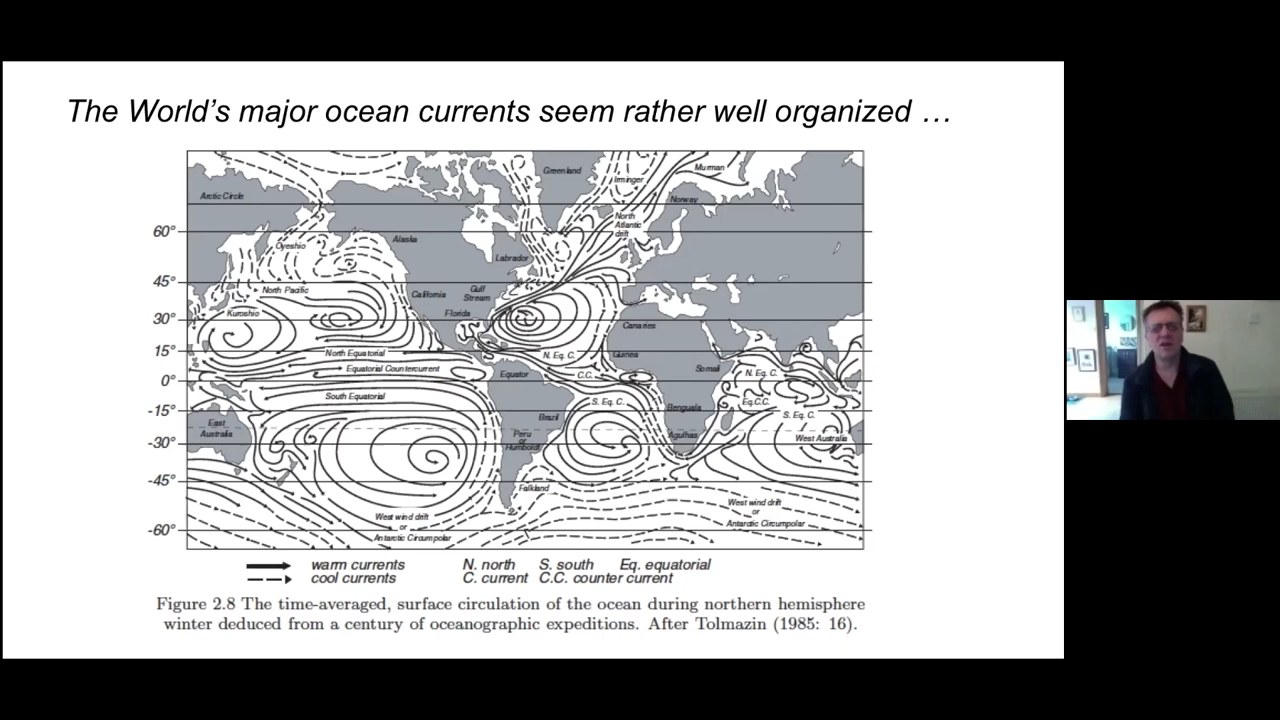 The World's major ocean currents seem rather well organized …
Greenland
Murman
Irminger
Arctic Circle
Norway
North
Atlantic
drift
60°
Oyeshio
Alaska
Labrador
45°
North Pacific
California
Gulf
Stream
Kuroshio
Florida
30°
Canaries
15°
North Equatorial
N. Eq. C.
Guinea
Equatorial Countercurrent
Somali
N. Eq. C.
0°
Equator
C.C.
South Equatorial
S. Eq. C.
Eq.C.C.
-15°
Brazil
Benguala
S. Eq. C.
East
Australia
Peru
or
Humboldt
Agulhas
West Australia
-30°
-45°
Falkland
West wind drift
or
Antarctic Circumpolar
West wind drift
or
Antarctic Circumpolar
-60°
warm currents
N. north
S. south
Eq. equatorial
cool currents
C. current
C.C. counter current
Figure 2.8 The time-averaged, surface circulation of the ocean during northern hemisphere
winter deduced from a century of oceanographic expeditions. After Tolmazin (1985: 16).